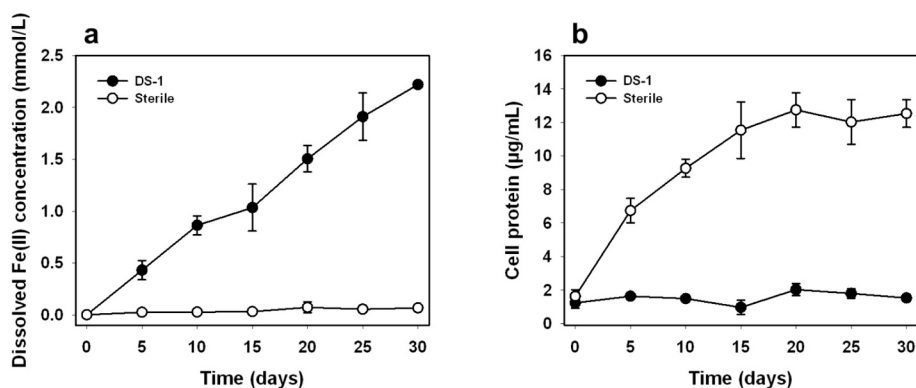 a
Dissolved Fe(II) concentration (mmol/L)
2.5
2.0
1.5
1.0
0.5
0.0
DS-1
Sterile
0 5 10 15 20 25 30
Time (days)
b
Cell protein (µg/mL)
16
14
12
10
8
6
4
2
0
DS-1
Sterile
0 5 10 15 20 25 30
Time (days)